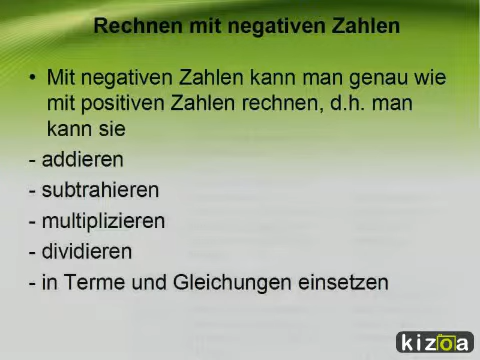 Rechnen mit negativen Zahlen
• Mit negativen Zahlen kann man genau wie
mit positiven Zahlen rechnen, d.h. man
kann sie
- addieren
- subtrahieren
- multiplizieren
- dividieren
- in Terme und Gleichungen einsetzen
kizoa